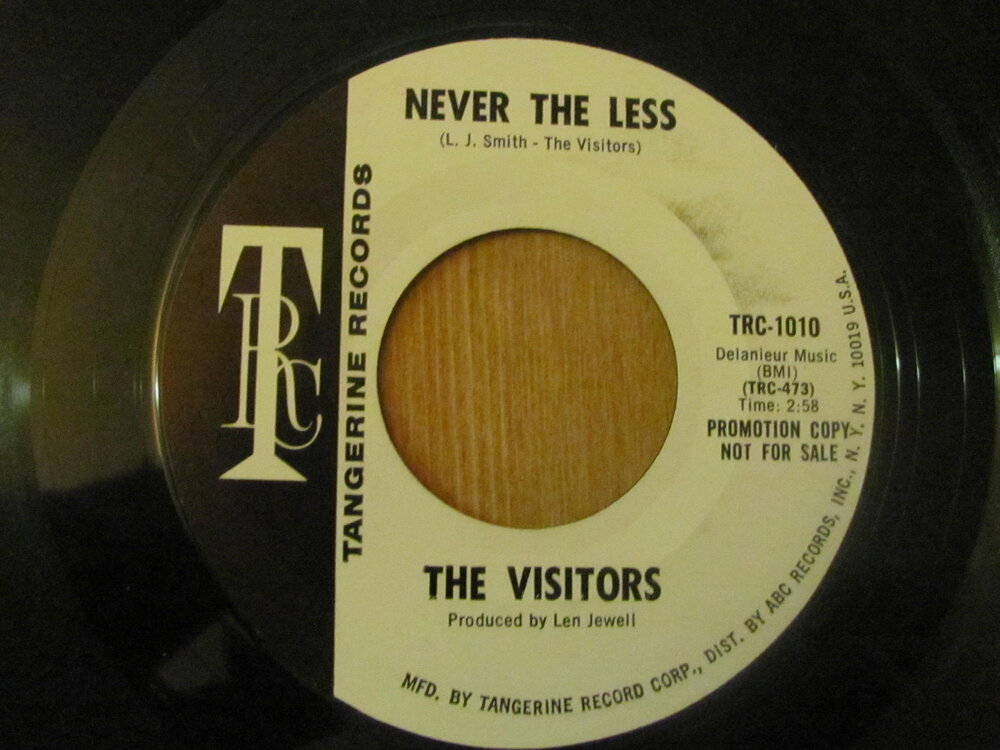 NEVER THE LESS
(L. J. Smith - The Visitors)
TRC
TANGERINE RECORDS
TRC-1010
Delanieur Music
(BMI)
(TRC-473)
Time: 2:58
PROMOTION COPY
NOT FOR SALE
THE VISITORS
Produced by Len Jewell
MFD. BY TANGERINE RECORD CORP., DIST. BY ABC RECORDS, INC., N. Y., N. Y. 10019 U.S.A.